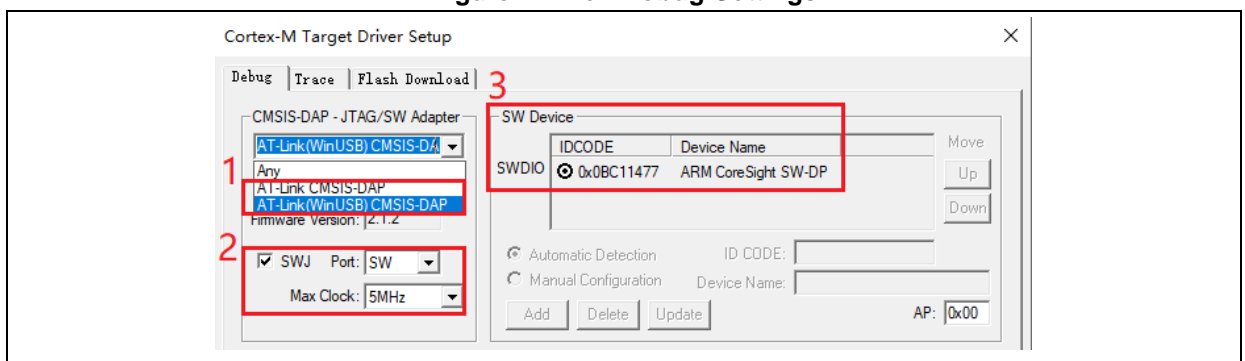 Cortex-M Target Driver Setup
Debug Trace Flash Download
3
CMSIS-DAP - JTAG/SW Adapter
AT-Link(WinUSB) CMSIS-DA
1
Any
AT-Link CMSIS-DAP
AT-Link(WinUSB) CMSIS-DAP
Firmware Version: 2.1.2
2
SWJ Port: SW
Max Clock: 5MHz
SW Device
IDCODE Device Name
SWDIO 0x0BC11477 ARM CoreSight SW-DP
Move
Up
Down
Automatic Detection ID CODE:
Manual Configuration Device Name:
Add Delete Update AP: 0x00